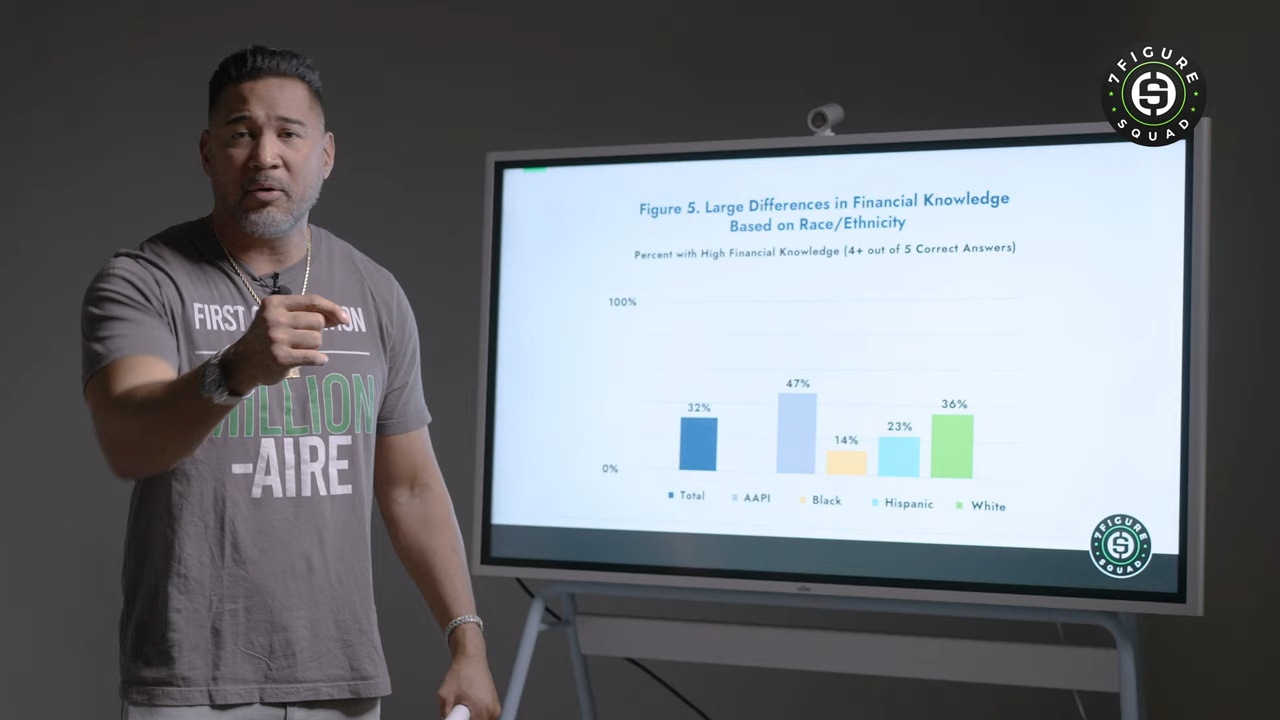 7 FIGURE SQUAD
FIRST
MILLION
-AIRE
Figure 5. Large Differences in Financial Knowledge
Based on Race/Ethnicity
Percent with High Financial Knowledge (4+ out of 5 Correct Answers)
100%
47%
36%
32%
23%
14%
0%
Total AAPI Black Hispanic White
7 FIGURE SQUAD